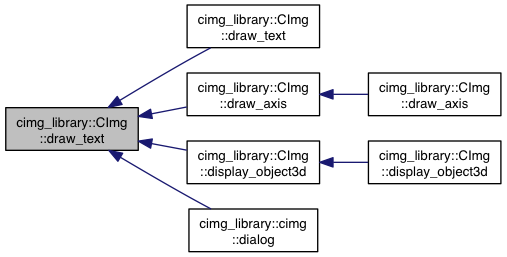 cimg_library::CImg
::draw_text
cimg_library::CImg
::draw_text
cimg_library::CImg
::draw_axis
cimg_library::CImg
::draw_axis
cimg_library::CImg
::display_object3d
cimg_library::CImg
::display_object3d
cimg_library::cimg
::dialog